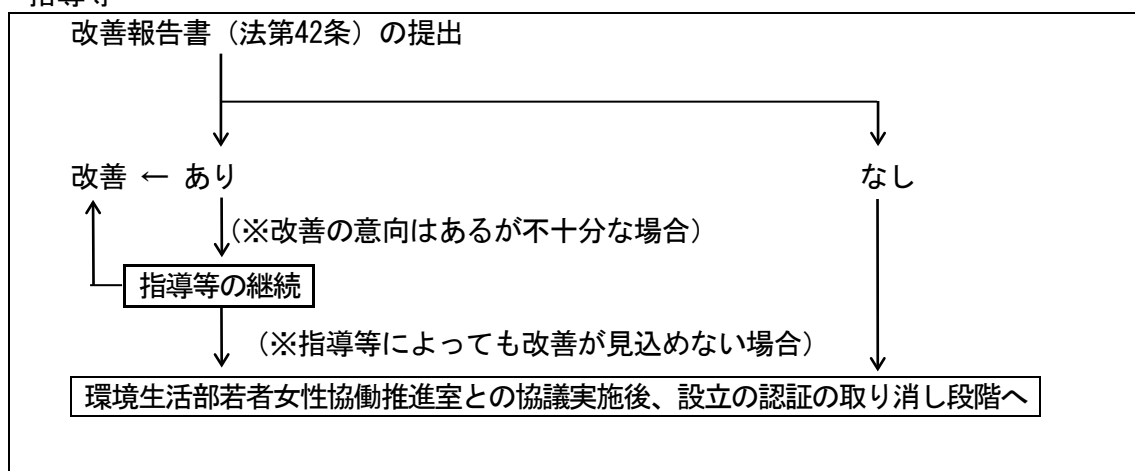 指導等
改善報告書（法第42条）の提出
改善 ← あり
なし
（※改善の意向はあるが不十分な場合）
指導等の継続
（※指導等によっても改善が見込めない場合）
環境生活部若者女性協働推進室との協議実施後、設立の認証の取り消し段階へ